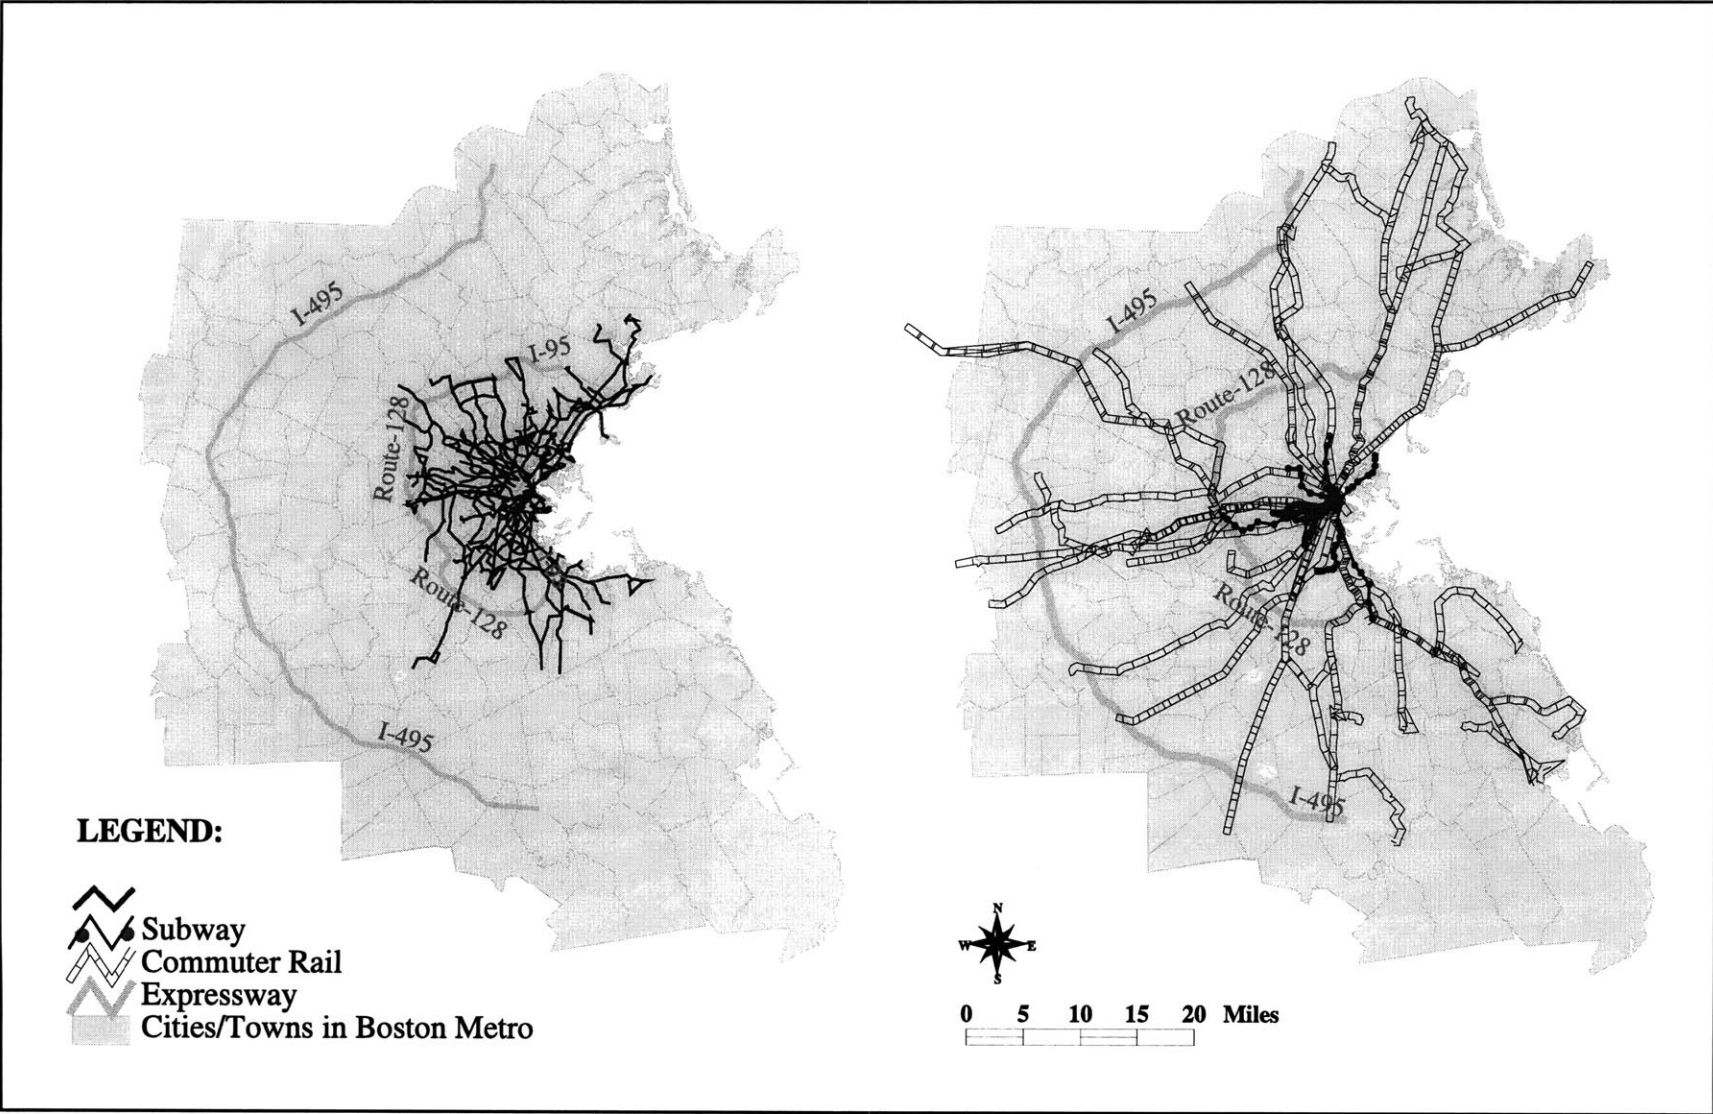 I-495
I-95
Route-128
Route-128
I-495
I-495
Route-128
Route-128
I-495
LEGEND:
Subway
Commuter Rail
Expressway
Cities/Towns in Boston Metro
N
W E
S
0 5 10 15 20 Miles